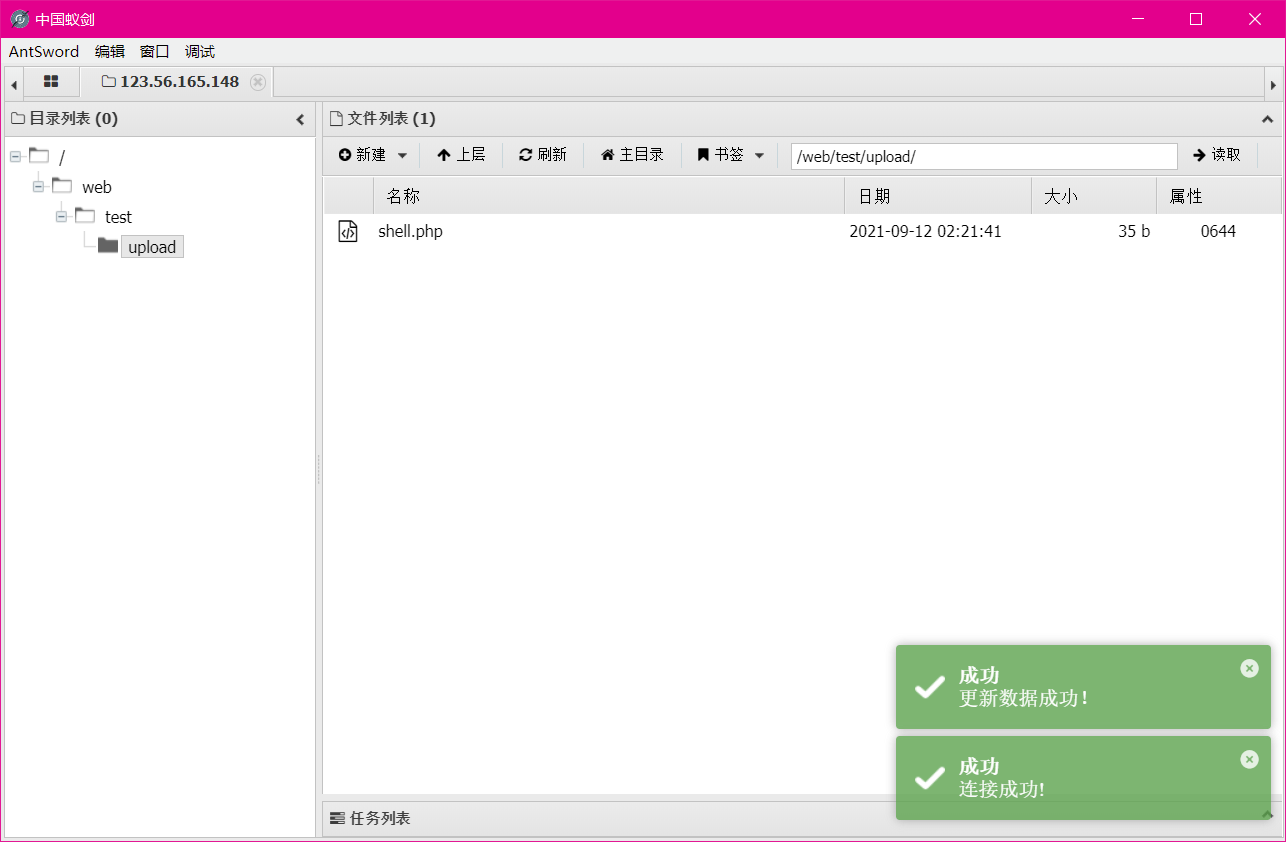 中国蚁剑
AntSword 编辑 窗口 调试
123.56.165.148
目录列表 (0)
文件列表 (1)
新建 上层 刷新 主目录 书签 /web/test/upload/ 读取
/
web
test
upload
名称 日期 大小 属性
shell.php 2021-09-12 02:21:41 35 b 0644
成功
更新数据成功!
成功
连接成功!
任务列表